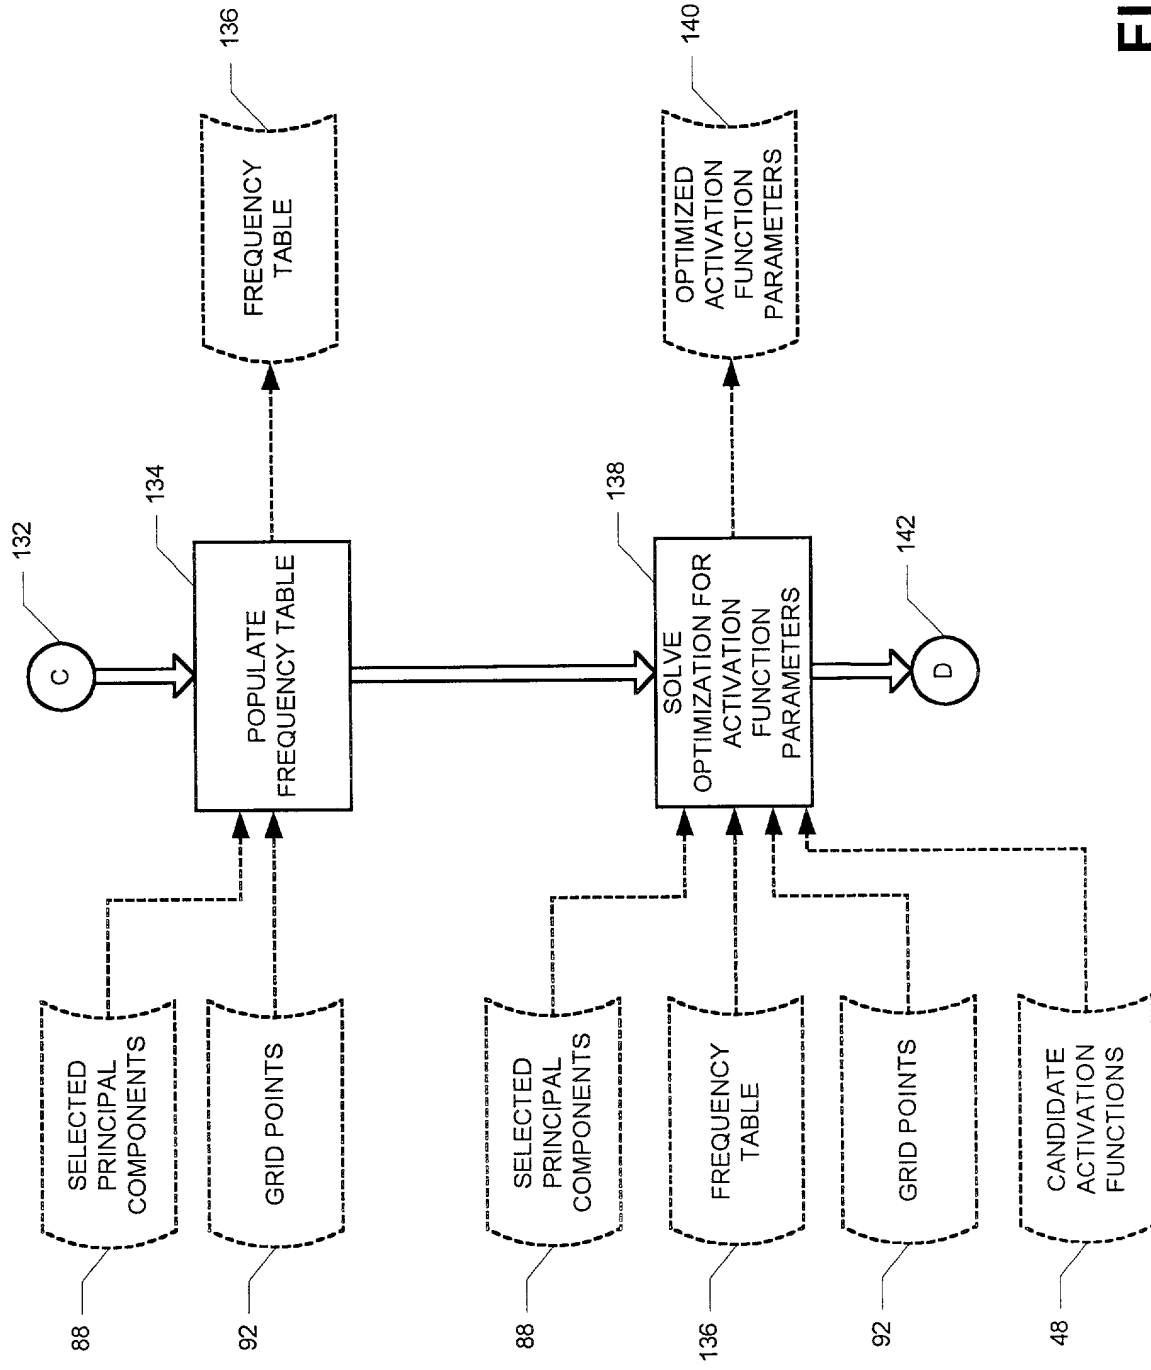 132
C
134
136
88
SELECTED
PRINCIPAL
COMPONENTS
92
GRID POINTS
POPULATE
FREQUENCY TABLE
FREQUENCY
TABLE
138
140
88
SELECTED
PRINCIPAL
COMPONENTS
136
FREQUENCY
TABLE
92
GRID POINTS
48
CANDIDATE
ACTIVATION
FUNCTIONS
SOLVE
OPTIMIZATION FOR
ACTIVATION
FUNCTION
PARAMETERS
OPTIMIZED
ACTIVATION
FUNCTION
PARAMETERS
142
D